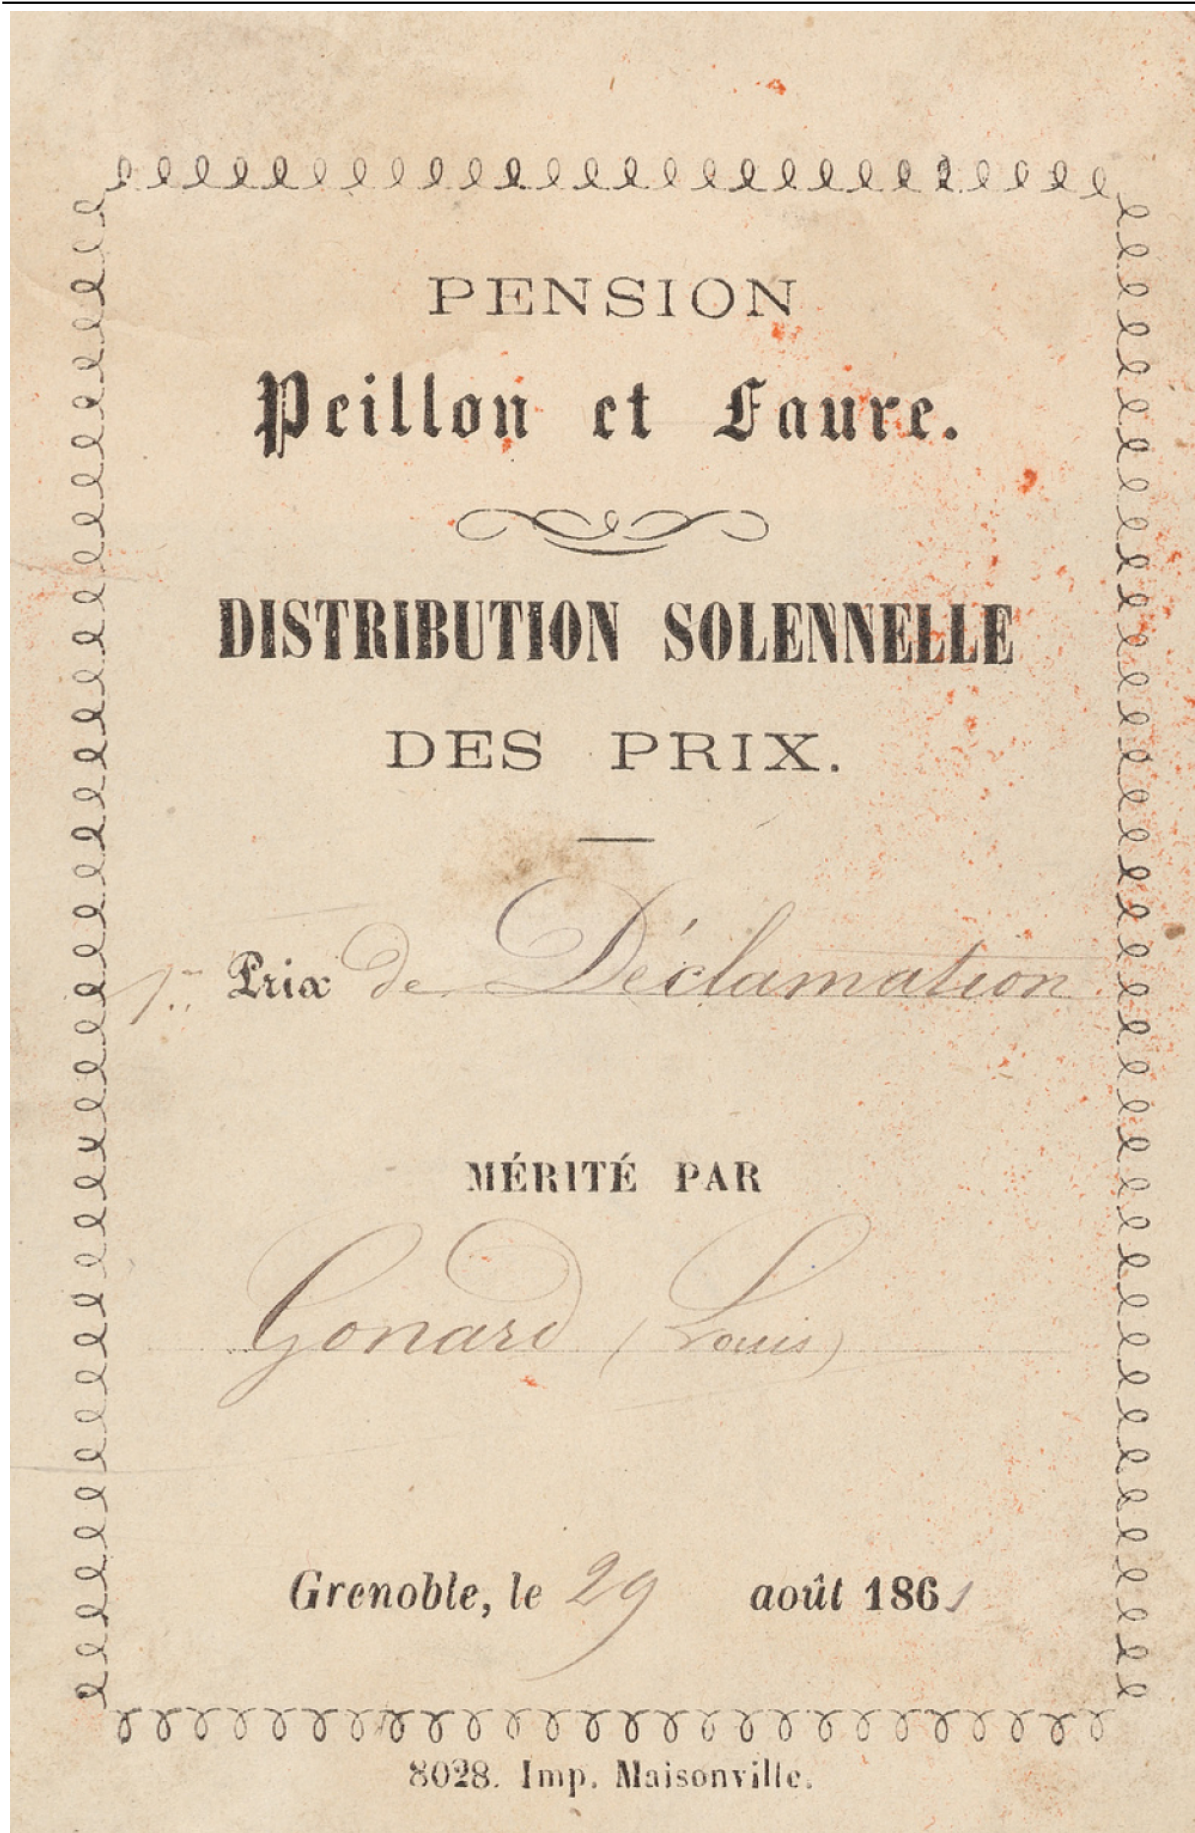 PENSION
Peillon et Faure.
DISTRIBUTION SOLENNELLE
DES PRIX.
1er Prix de Déclamation
MÉRITÉ PAR
Gonard (Louis)
Grenoble, le 29 août 1861
8028. Imp. Maisonville.